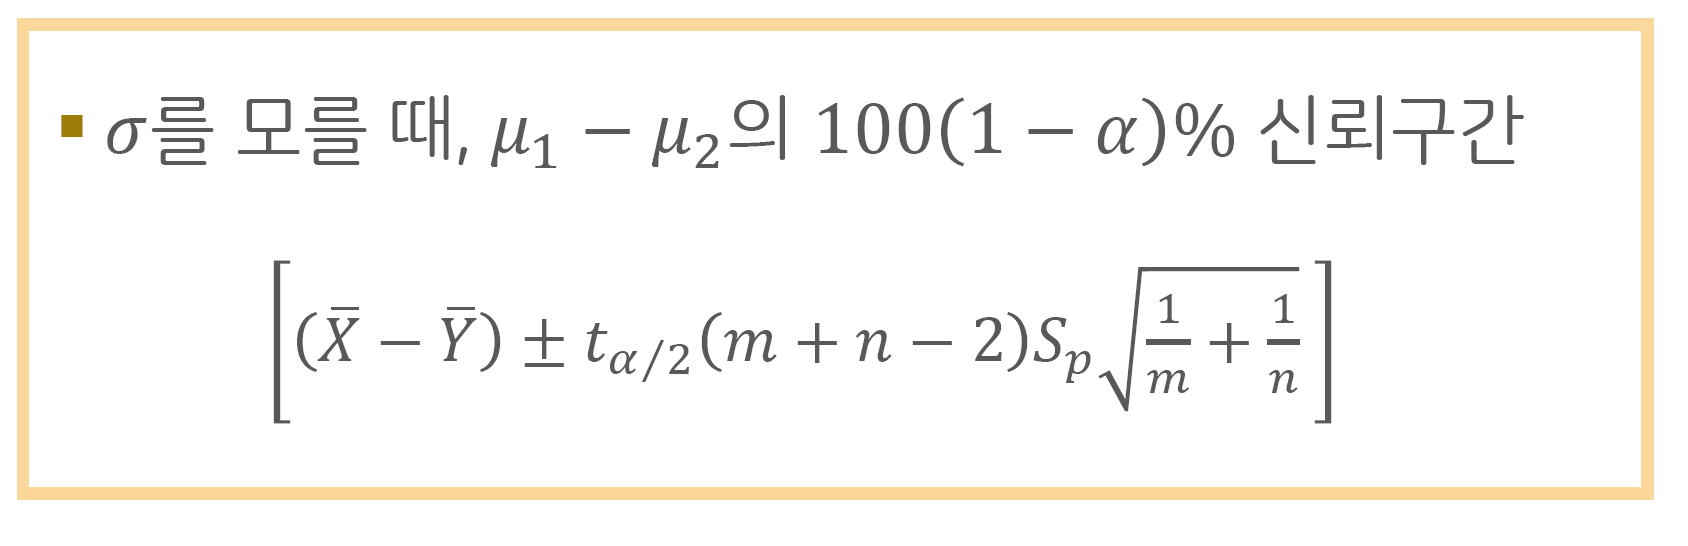 ▪ σ를 모를 때, μ₁ − μ₂의 100(1 − α)% 신뢰구간
[(X̄ − Ȳ) ± t_{α/2}(m + n − 2)S_p√(1/m + 1/n)]